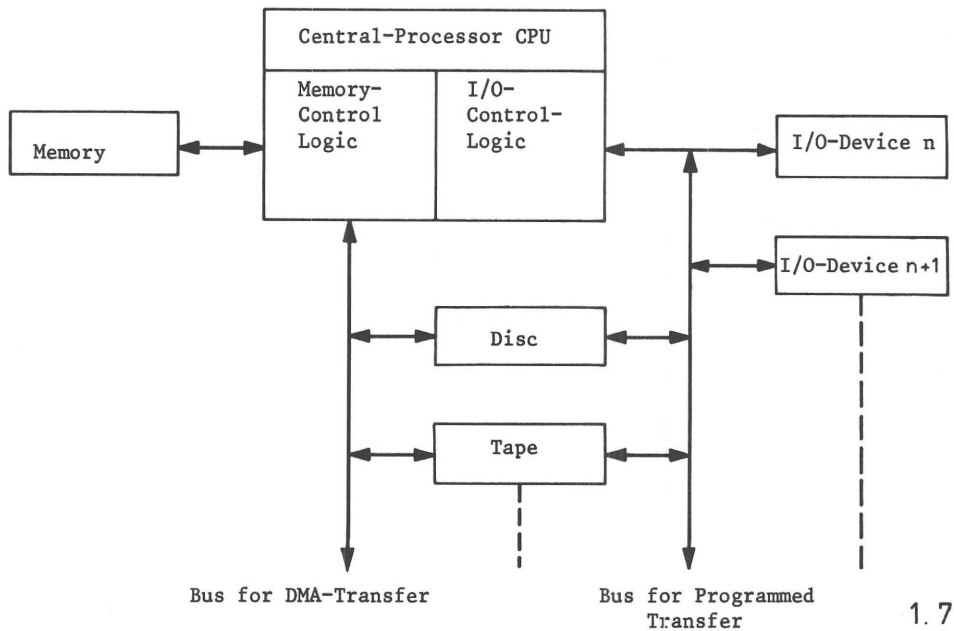 Central-Processor CPU
Memory-
Control
Logic
I/O-
Control-
Logic
Memory
I/O-Device n
I/O-Device n+1
Disc
Tape
Bus for DMA-Transfer
Bus for Programmed
Transfer
1.7